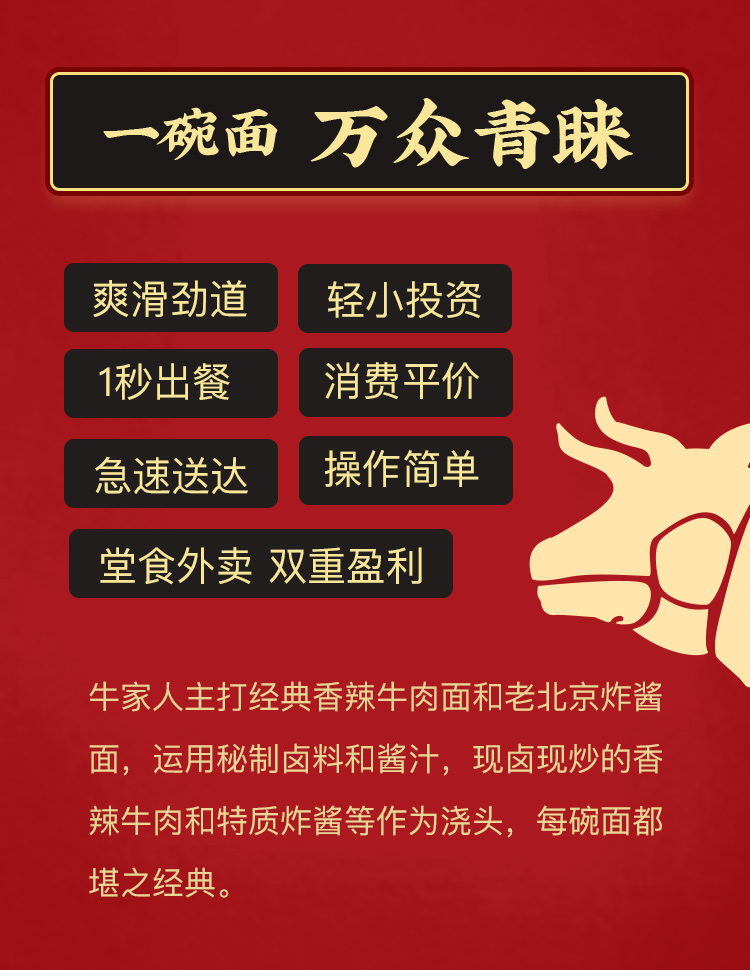 一碗面 万众青睐
爽滑劲道 轻小投资
1秒出餐 消费平价
急速送达 操作简单
堂食外卖 双重盈利
牛家人主打经典香辣牛肉面和老北京炸酱
面，运用秘制卤料和酱汁，现卤现炒的香
辣牛肉和特质炸酱等作为浇头，每碗面都
堪之经典。